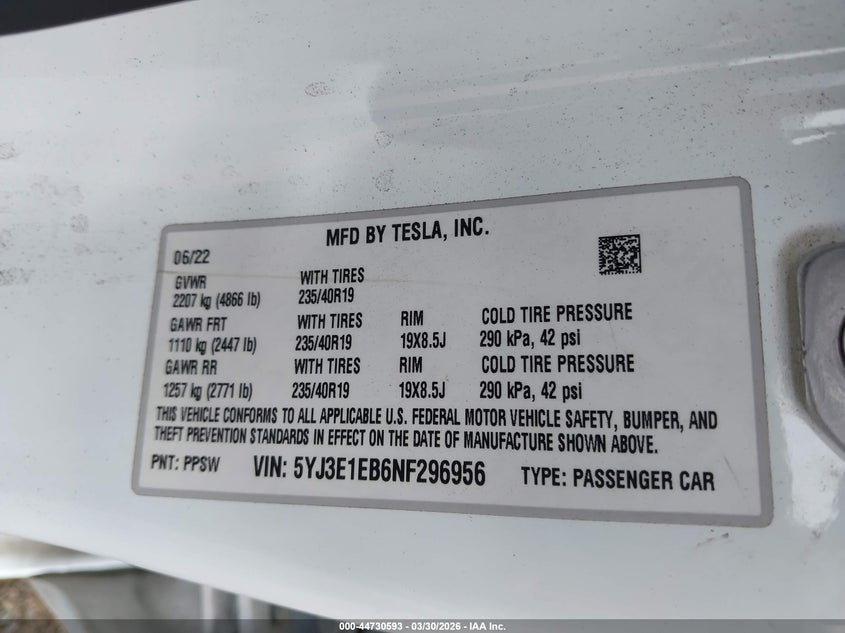 MFD BY TESLA, INC.
06/22
GVWR WITH TIRES
2207 kg (4866 lb) 235/40R19
GAWR FRT WITH TIRES RIM COLD TIRE PRESSURE
1110 kg (2447 lb) 235/40R19 19X8.5J 290 kPa, 42 psi
GAWR RR WITH TIRES RIM COLD TIRE PRESSURE
1257 kg (2771 lb) 235/40R19 19X8.5J 290 kPa, 42 psi
THIS VEHICLE CONFORMS TO ALL APPLICABLE U.S. FEDERAL MOTOR VEHICLE SAFETY, BUMPER, AND
THEFT PREVENTION STANDARDS IN EFFECT ON THE DATE OF MANUFACTURE SHOWN ABOVE.
PNT: PPSW VIN: 5YJ3E1EB6NF296956 TYPE: PASSENGER CAR
000-44730593 — 03/30/2026 — IAA Inc.